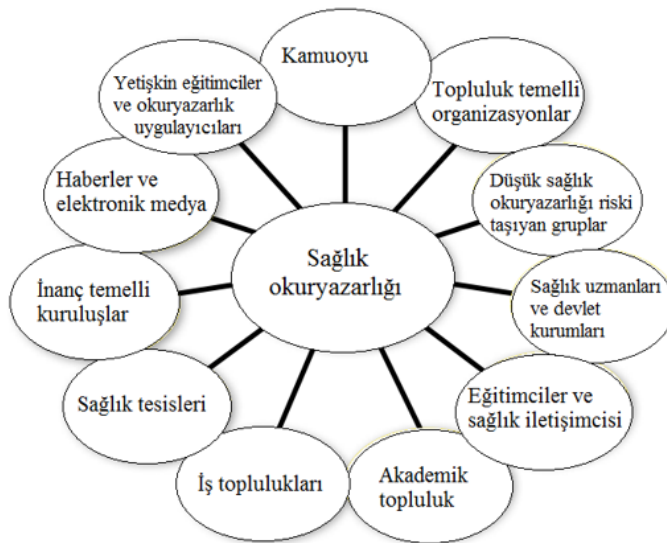 Kamuoyu
Topluluk temelli
organizasyonlar
Düşük sağlık
okuryazarlığı riski
taşıyan gruplar
Sağlık uzmanları
ve devlet
kurumları
Eğitimciler ve
sağlık iletişimcisi
Akademik
topluluk
İş toplulukları
Sağlık tesisleri
İnanç temelli
kuruluşlar
Haberler ve
elektronik medya
Yetişkin eğitimciler
ve okuryazarlık
uygulayıcıları
Sağlık
okuryazarlığı